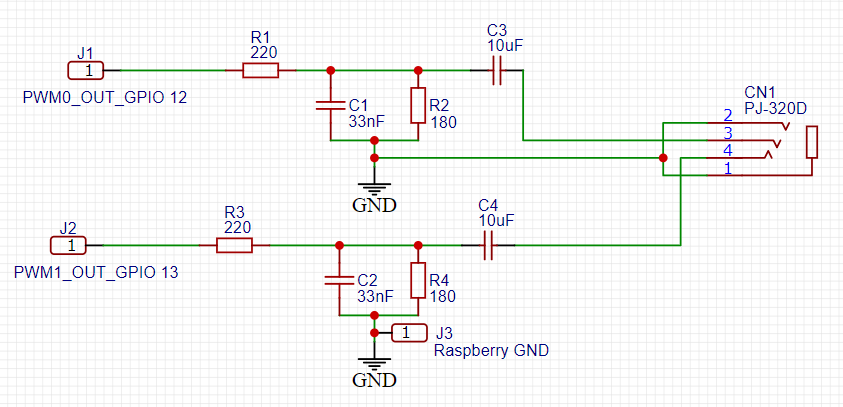 J1
1
PWM0_OUT_GPIO 12
R1
220
C1
33nF
R2
180
C3
10uF
GND
CN1
PJ-320D
2
3
4
1
J2
1
PWM1_OUT_GPIO 13
R3
220
C2
33nF
R4
180
C4
10uF
1
J3
Raspberry GND
GND